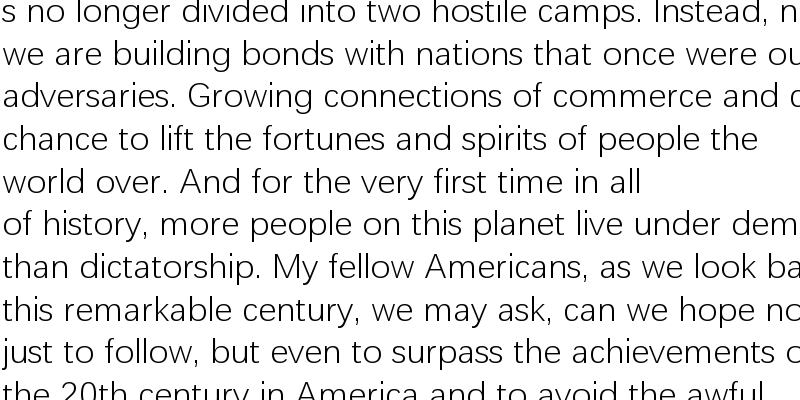 s no longer divided into two hostile camps. Instead, n
we are building bonds with nations that once were ou
adversaries. Growing connections of commerce and c
chance to lift the fortunes and spirits of people the
world over. And for the very first time in all
of history, more people on this planet live under dem
than dictatorship. My fellow Americans, as we look ba
this remarkable century, we may ask, can we hope no
just to follow, but even to surpass the achievements o
the 20th century in America and to avoid the awful